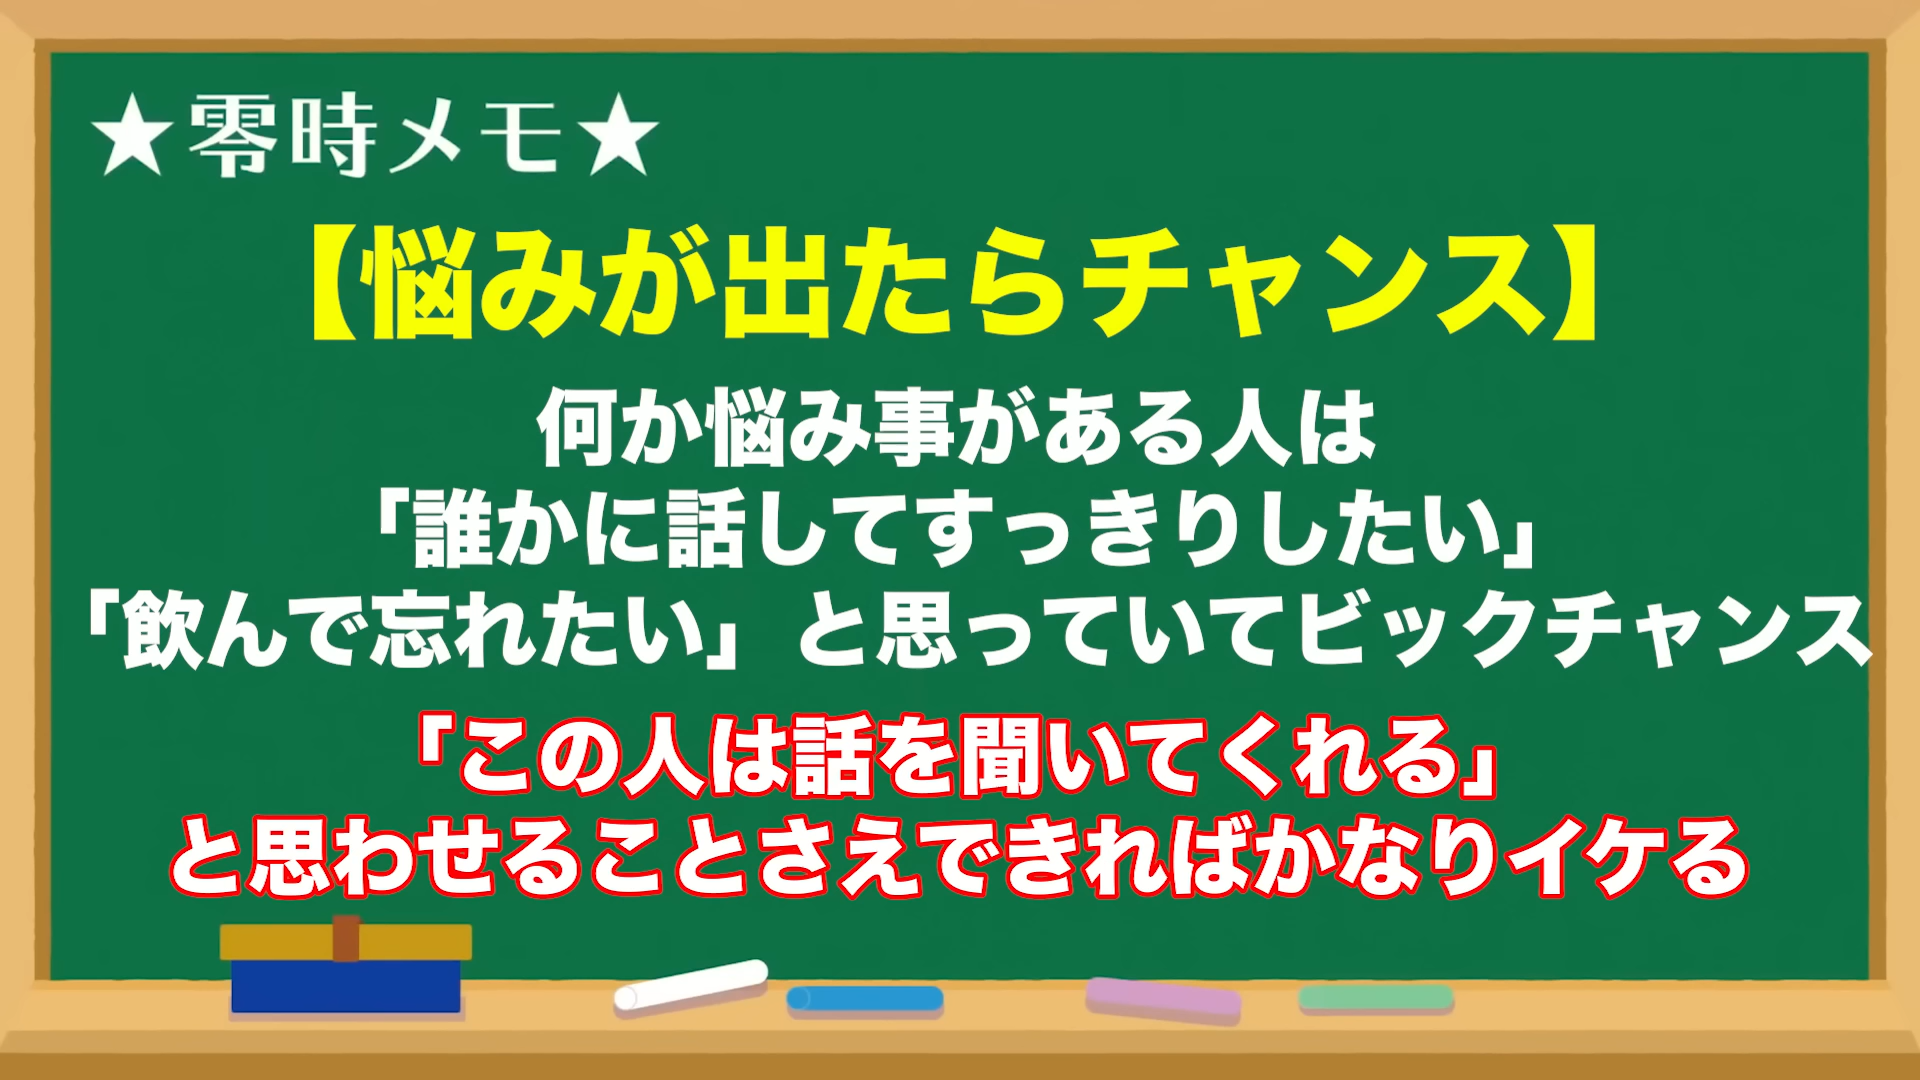 ★零時メモ★
【悩みが出たらチャンス】
何か悩み事がある人は
「誰かに話してすっきりしたい」
「飲んで忘れたい」と思っていてビックチャンス
「この人は話を聞いてくれる」
と思わせることさえできればかなりイケる